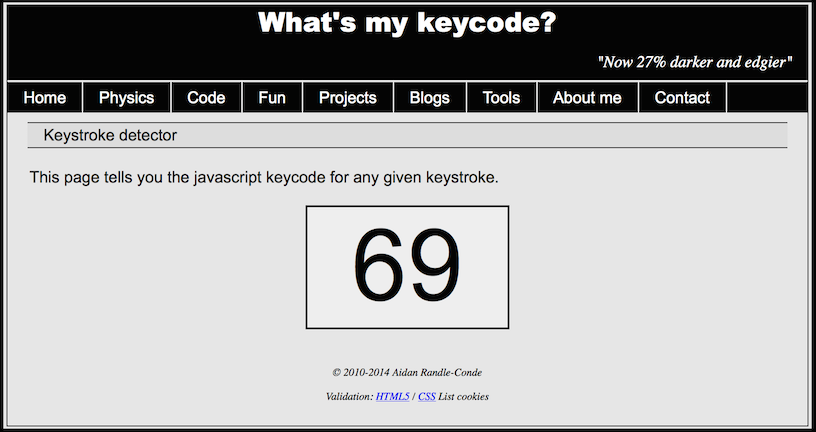 What's my keycode?
"Now 27% darker and edgier"
Home Physics Code Fun Projects Blogs Tools About me Contact
Keystroke detector
This page tells you the javascript keycode for any given keystroke.
69
© 2010-2014 Aidan Randle-Conde
Validation: HTML5 / CSS List cookies